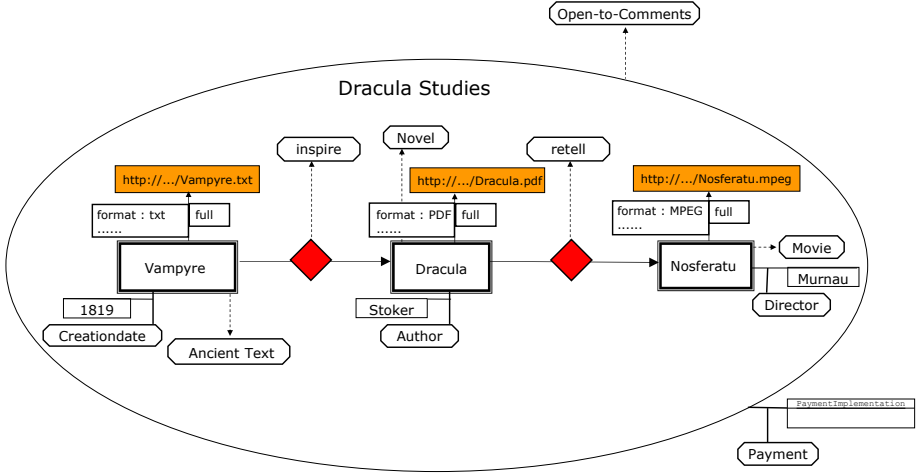 Open-to-Comments
Dracula Studies
inspire
Novel
retell
http://.../Vampyre.txt
http://.../Dracula.pdf
http://.../Nosferatu.mpeg
format : txt
......
full
format : PDF
......
full
format : MPEG
......
full
Vampyre
Dracula
Nosferatu
Movie
Murnau
Director
1819
Creationdate
Ancient Text
Stoker
Author
PaymentImplementation
Payment